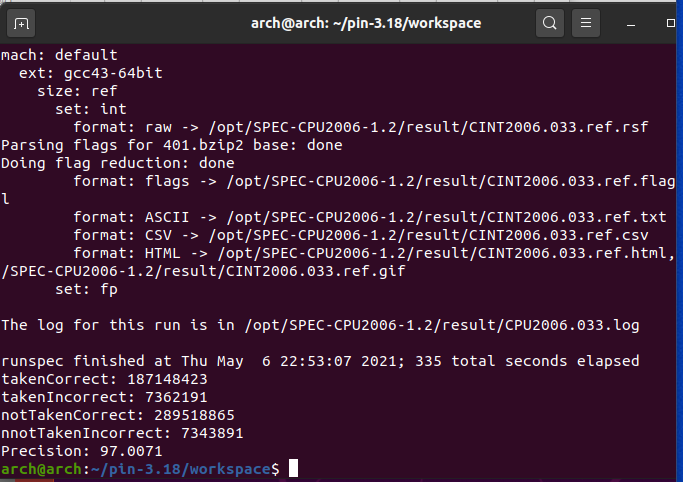 arch@arch: ~/pin-3.18/workspace
mach: default
ext: gcc43-64bit
size: ref
set: int
format: raw -> /opt/SPEC-CPU2006-1.2/result/CINT2006.033.ref.rsf
Parsing flags for 401.bzip2 base: done
Doing flag reduction: done
format: flags -> /opt/SPEC-CPU2006-1.2/result/CINT2006.033.ref.flag
l
format: ASCII -> /opt/SPEC-CPU2006-1.2/result/CINT2006.033.ref.txt
format: CSV -> /opt/SPEC-CPU2006-1.2/result/CINT2006.033.ref.csv
format: HTML -> /opt/SPEC-CPU2006-1.2/result/CINT2006.033.ref.html,
/SPEC-CPU2006-1.2/result/CINT2006.033.ref.gif
set: fp
The log for this run is in /opt/SPEC-CPU2006-1.2/result/CPU2006.033.log
runspec finished at Thu May  6 22:53:07 2021; 335 total seconds elapsed
takenCorrect: 187148423
takenIncorrect: 7362191
notTakenCorrect: 289518865
nnotTakenIncorrect: 7343891
Precision: 97.0071
arch@arch:~/pin-3.18/workspace$